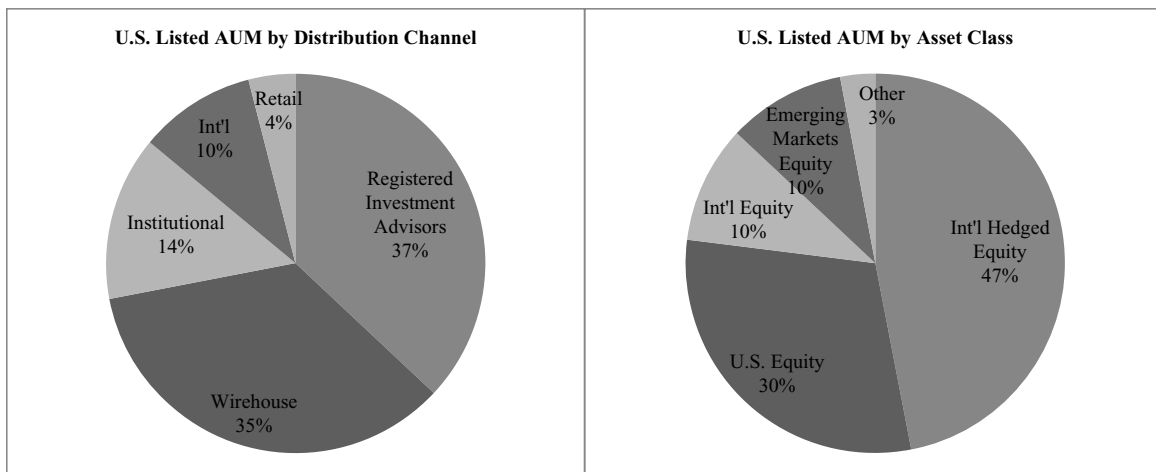 U.S. Listed AUM by Distribution Channel
Retail
4%
Int'l
10%
Registered
Investment
Advisors
37%
Institutional
14%
Wirehouse
35%
U.S. Listed AUM by Asset Class
Other
3%
Emerging
Markets
Equity
10%
Int'l Equity
10%
Int'l Hedged
Equity
47%
U.S. Equity
30%